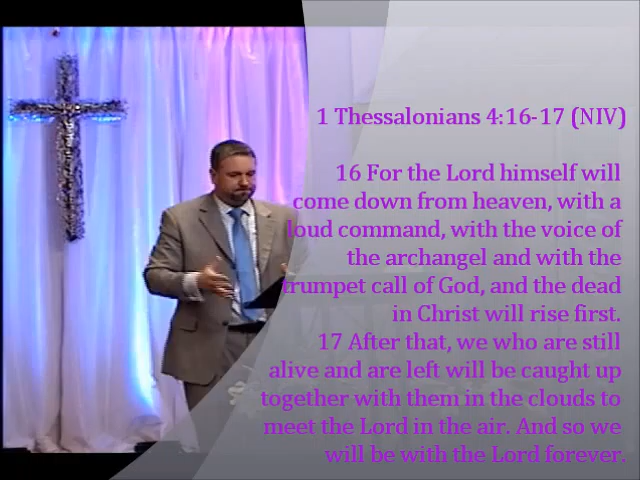 1 Thessalonians 4:16-17 (NIV)
16 For the Lord himself will
come down from heaven, with a
loud command, with the voice of
the archangel and with the
trumpet call of God, and the dead
in Christ will rise first.
17 After that, we who are still
alive and are left will be caught up
together with them in the clouds to
meet the Lord in the air. And so we
will be with the Lord forever.